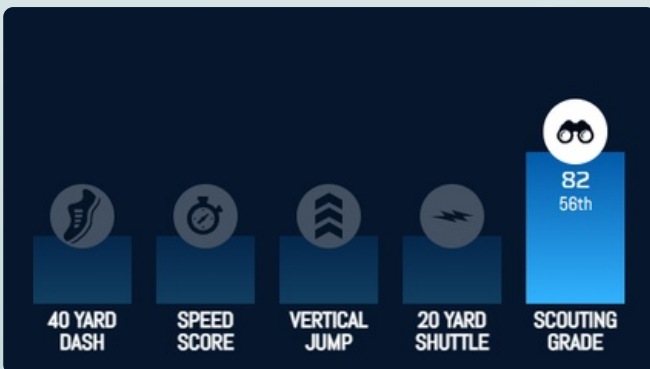 82
56th
40 YARD
DASH
SPEED
SCORE
VERTICAL
JUMP
20 YARD
SHUTTLE
SCOUTING
GRADE